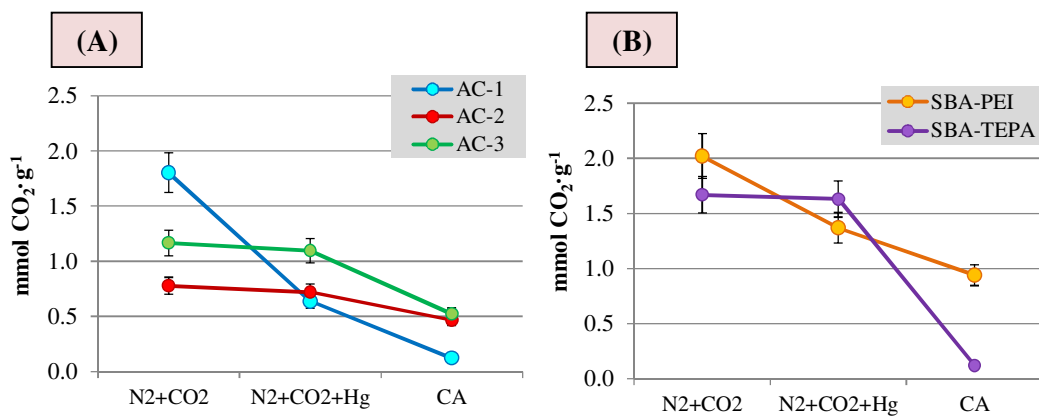 (A)
AC-1
AC-2
AC-3
mmol CO₂·g⁻¹
2.5
2.0
1.5
1.0
0.5
0.0
N2+CO2 N2+CO2+Hg CA
(B)
SBA-PEI
SBA-TEPA
mmol CO₂·g⁻¹
2.5
2.0
1.5
1.0
0.5
0.0
N2+CO2 N2+CO2+Hg CA